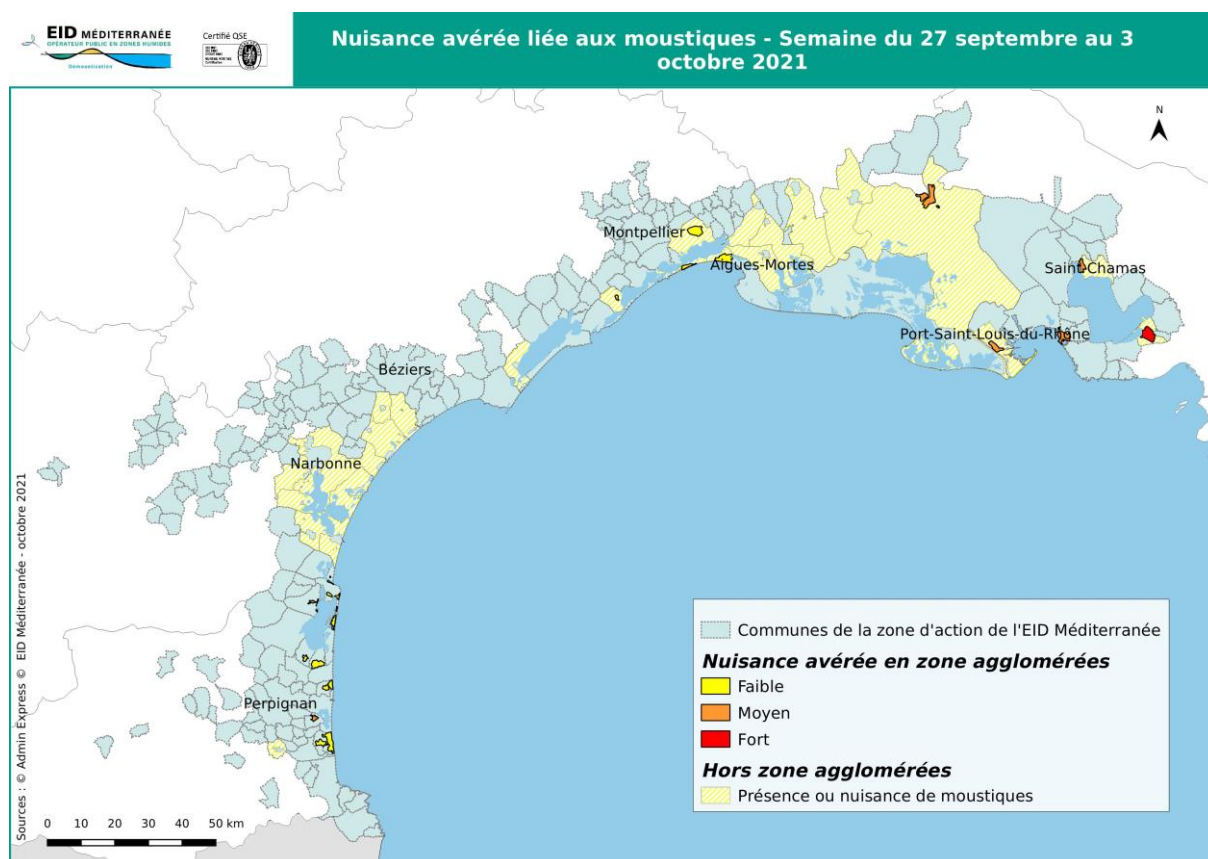 EID MÉDITERRANÉE
OPÉRATEUR PUBLIC EN ZONES HUMIDES
Démoustication
Certifié QSE
Nuisance avérée liée aux moustiques - Semaine du 27 septembre au 3
octobre 2021
N
Montpellier
Aigues-Mortes
Saint-Chamas
Port-Saint-Louis-du-Rhône
Béziers
Narbonne
Perpignan
Communes de la zone d'action de l'EID Méditerranée
Nuisance avérée en zone agglomérées
Faible
Moyen
Fort
Hors zone agglomérées
Présence ou nuisance de moustiques
0 10 20 30 40 50 km
Sources : © Admin Express © EID Méditerranée - octobre 2021